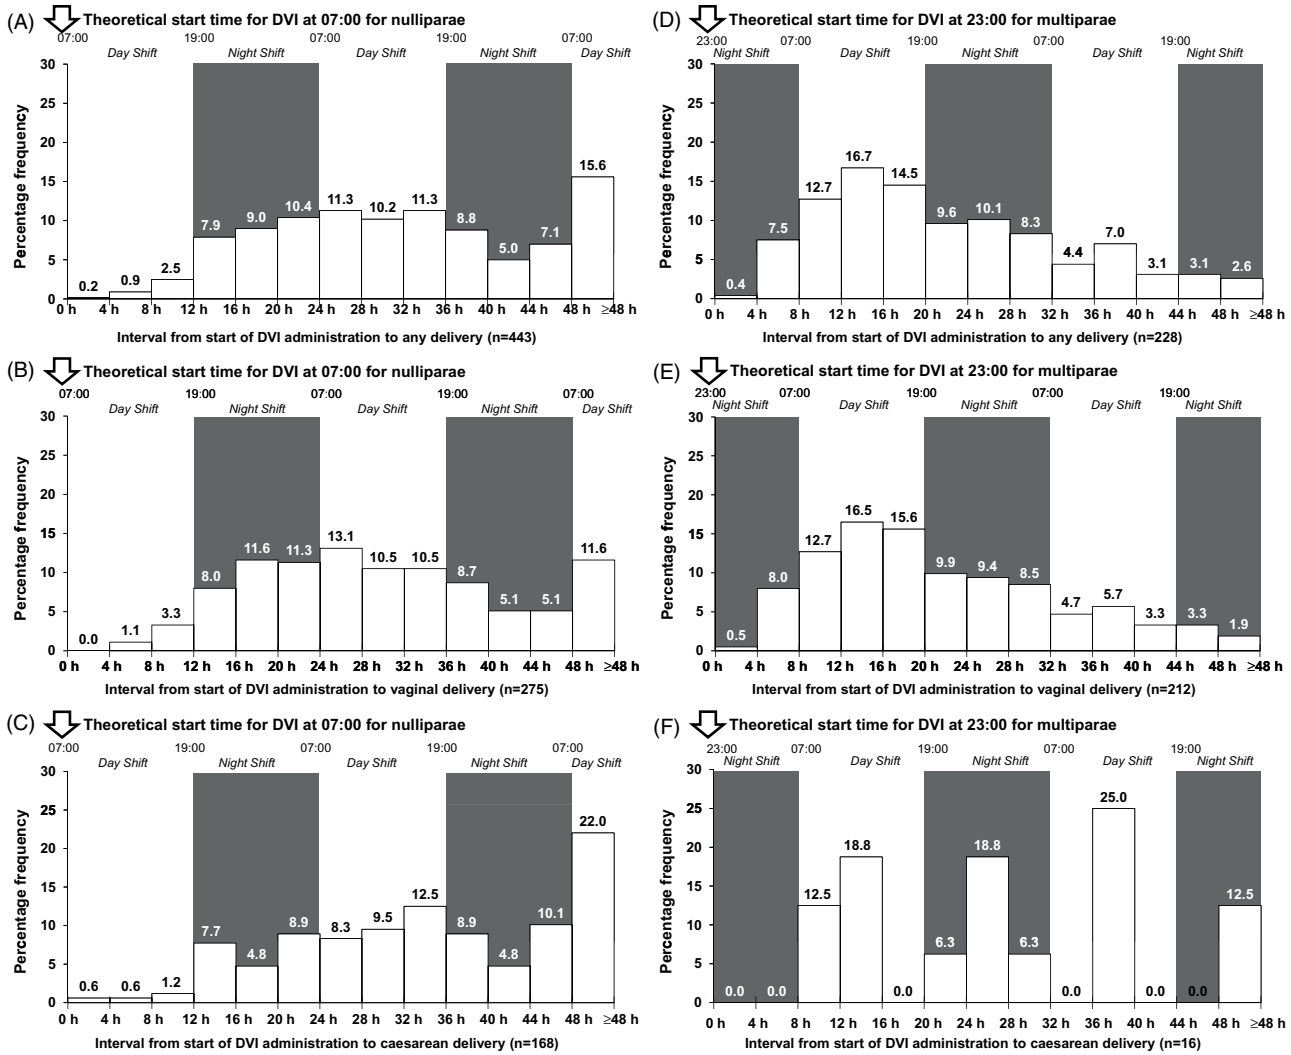 (A) Theoretical start time for DVI at 07:00 for nulliparae
07:00 19:00 07:00 19:00 07:00
Day Shift Night Shift Day Shift Night Shift Day Shift
Percentage frequency
30
25
20
15
10
5
0
0.2 0.9 2.5 7.9 9.0 10.4 11.3 10.2 11.3 8.8 5.0 7.1 15.6
0 h 4 h 8 h 12 h 16 h 20 h 24 h 28 h 32 h 36 h 40 h 44 h 48 h ≥48 h
Interval from start of DVI administration to any delivery (n=443)
(B) Theoretical start time for DVI at 07:00 for nulliparae
07:00 19:00 07:00 19:00 07:00
Day Shift Night Shift Day Shift Night Shift Day Shift
Percentage frequency
30
25
20
15
10
5
0
0.0 1.1 3.3 8.0 11.6 11.3 13.1 10.5 10.5 8.7 5.1 5.1 11.6
0 h 4 h 8 h 12 h 16 h 20 h 24 h 28 h 32 h 36 h 40 h 44 h 48 h ≥48 h
Interval from start of DVI administration to vaginal delivery (n=275)
(C) Theoretical start time for DVI at 07:00 for nulliparae
07:00 19:00 07:00 19:00 07:00
Day Shift Night Shift Day Shift Night Shift Day Shift
Percentage frequency
30
25
20
15
10
5
0
0.6 0.6 1.2 7.7 4.8 8.9 8.3 9.5 12.5 8.9 4.8 10.1 22.0
0 h 4 h 8 h 12 h 16 h 20 h 24 h 28 h 32 h 36 h 40 h 44 h 48 h ≥48 h
Interval from start of DVI administration to caesarean delivery (n=168)
(D) Theoretical start time for DVI at 23:00 for multiparae
23:00 07:00 19:00 07:00 19:00
Night Shift Day Shift Night Shift Day Shift Night Shift
Percentage frequency
30
25
20
15
10
5
0
0.4 7.5 12.7 16.7 14.5 9.6 10.1 8.3 4.4 7.0 3.1 3.1 2.6
0 h 4 h 8 h 12 h 16 h 20 h 24 h 28 h 32 h 36 h 40 h 44 h 48 h ≥48 h
Interval from start of DVI administration to any delivery (n=228)
(E) Theoretical start time for DVI at 23:00 for multiparae
23:00 07:00 19:00 07:00 19:00
Night Shift Day Shift Night Shift Day Shift Night Shift
Percentage frequency
30
25
20
15
10
5
0
0.5 8.0 12.7 16.5 15.6 9.9 9.4 8.5 4.7 5.7 3.3 3.3 1.9
0 h 4 h 8 h 12 h 16 h 20 h 24 h 28 h 32 h 36 h 40 h 44 h 48 h ≥48 h
Interval from start of DVI administration to vaginal delivery (n=212)
(F) Theoretical start time for DVI at 23:00 for multiparae
23:00 07:00 19:00 07:00 19:00
Night Shift Day Shift Night Shift Day Shift Night Shift
Percentage frequency
30
25
20
15
10
5
0
0.0 0.0 12.5 18.8 0.0 6.3 18.8 6.3 0.0 25.0 0.0 0.0 12.5
0 h 4 h 8 h 12 h 16 h 20 h 24 h 28 h 32 h 36 h 40 h 44 h 48 h ≥48 h
Interval from start of DVI administration to caesarean delivery (n=16)